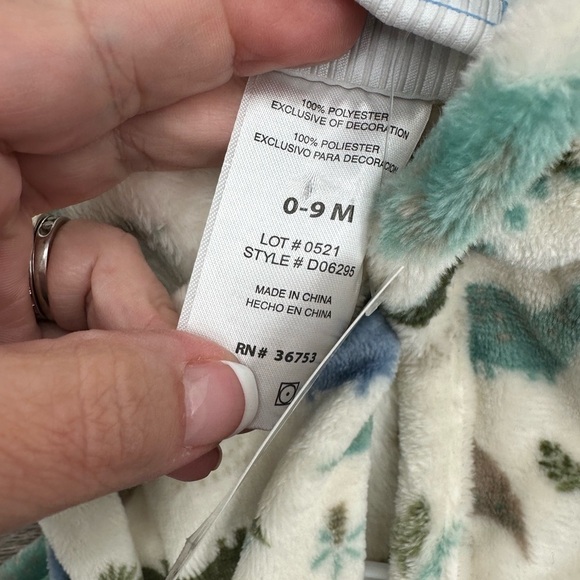 100% POLYESTER
EXCLUSIVE OF DECORATION
100% POLIESTER
EXCLUSIVO PARA DECORACION
0-9 M
LOT # 0521
STYLE # D06295
MADE IN CHINA
HECHO EN CHINA
RN# 36753